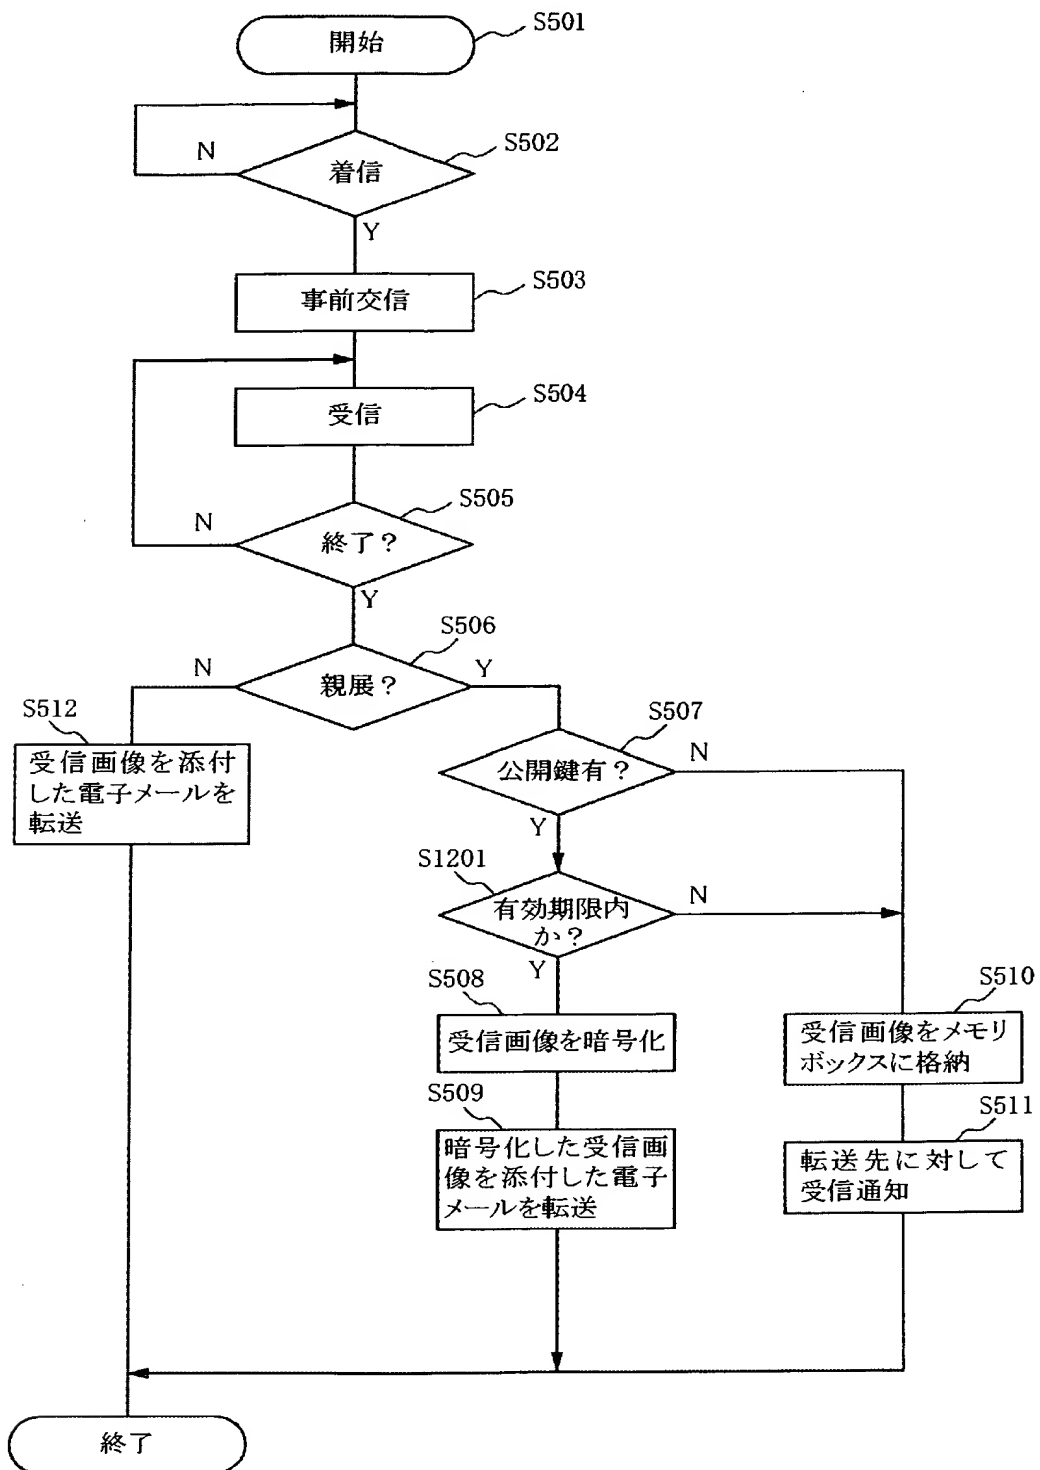 開始
S501
N
着信
S502
Y
事前交信
S503
受信
S504
N
終了？
S505
Y
N
親展？
S506
Y
S512
受信画像を添付
した電子メールを
転送
公開鍵有？
S507
N
Y
S1201
有効期限内
か？
N
Y
S508
受信画像を暗号化
S510
受信画像をメモリ
ボックスに格納
S509
暗号化した受信画
像を添付した電子
メールを転送
S511
転送先に対して
受信通知
終了